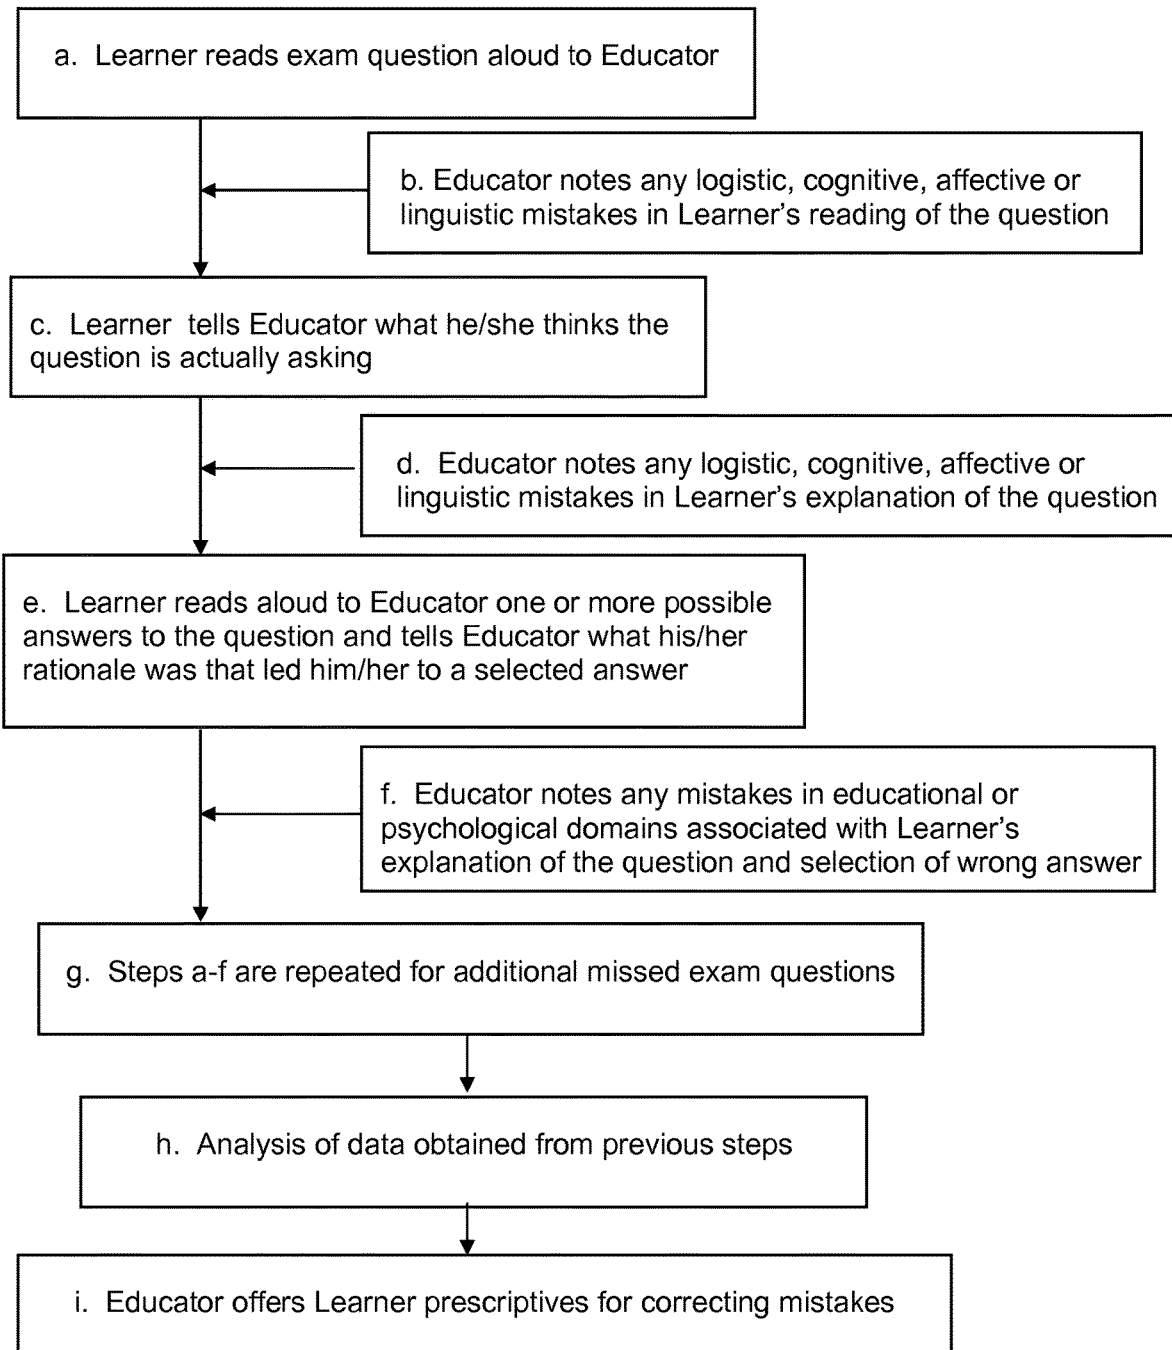 a. Learner reads exam question aloud to Educator
b. Educator notes any logistic, cognitive, affective or
linguistic mistakes in Learner's reading of the question
c. Learner tells Educator what he/she thinks the
question is actually asking
d. Educator notes any logistic, cognitive, affective or
linguistic mistakes in Learner's explanation of the question
e. Learner reads aloud to Educator one or more possible
answers to the question and tells Educator what his/her
rationale was that led him/her to a selected answer
f. Educator notes any mistakes in educational or
psychological domains associated with Learner's
explanation of the question and selection of wrong answer
g. Steps a-f are repeated for additional missed exam questions
h. Analysis of data obtained from previous steps
i. Educator offers Learner prescriptives for correcting mistakes